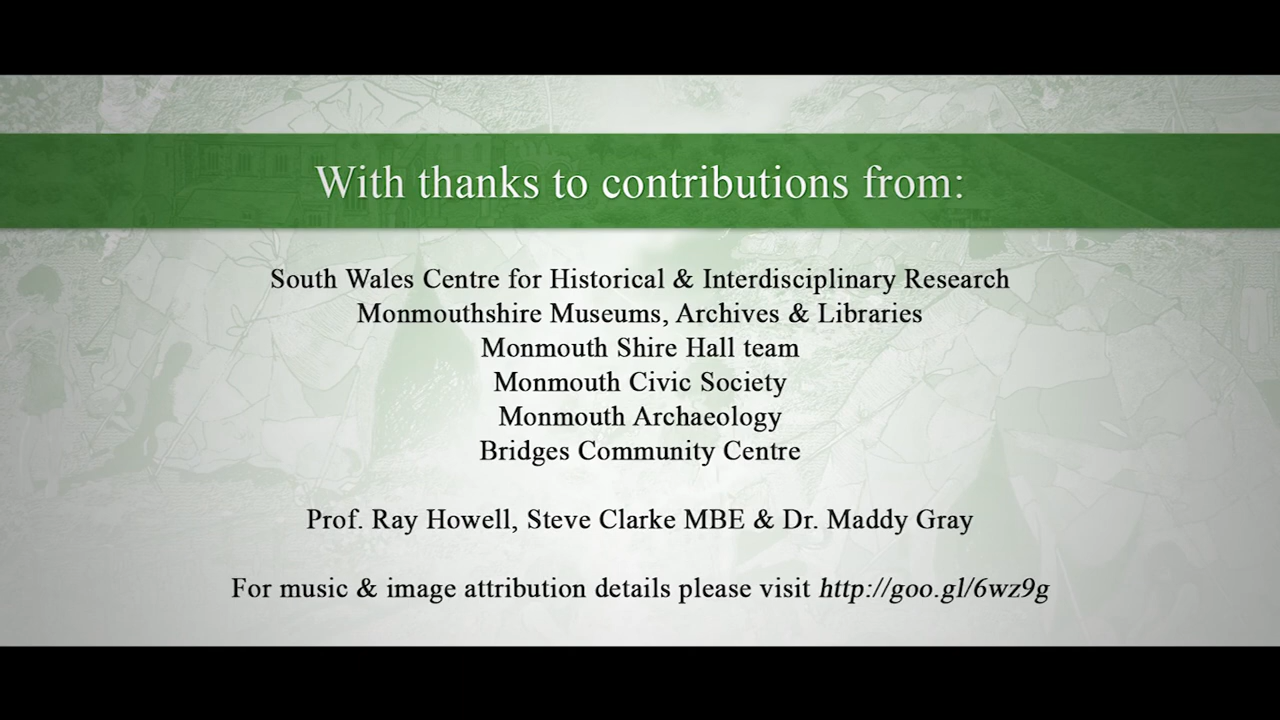 With thanks to contributions from:
South Wales Centre for Historical & Interdisciplinary Research
Monmouthshire Museums, Archives & Libraries
Monmouth Shire Hall team
Monmouth Civic Society
Monmouth Archaeology
Bridges Community Centre
Prof. Ray Howell, Steve Clarke MBE & Dr. Maddy Gray
For music & image attribution details please visit http://goo.gl/6wz9g